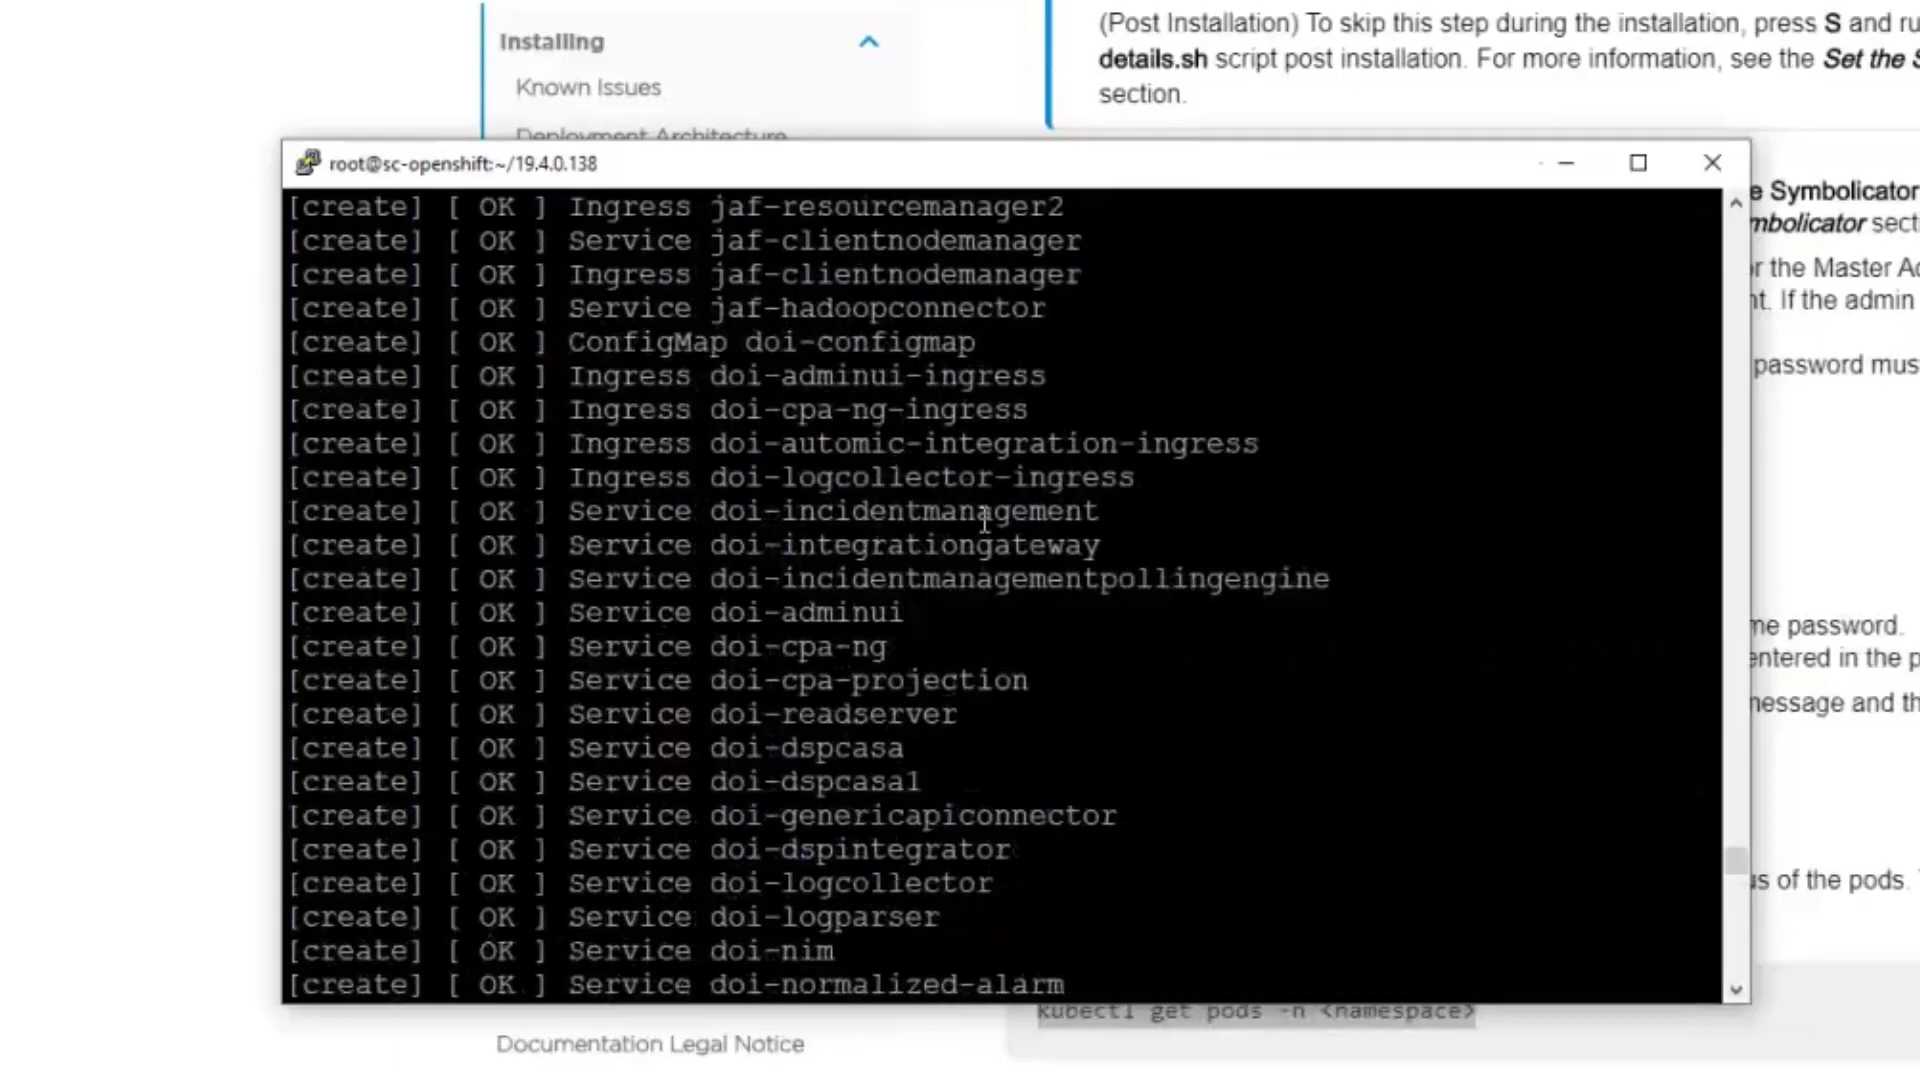 Installing
Known Issues
Deployment Architecture
(Post Installation) To skip this step during the installation, press S and ru
details.sh script post installation. For more information, see the Set the S
section.
root@sc-openshift:~/19.4.0.138
[create] [ OK ] Ingress jaf-resourcemanager2
[create] [ OK ] Service jaf-clientnodemanager
[create] [ OK ] Ingress jaf-clientnodemanager
[create] [ OK ] Service jaf-hadoopconnector
[create] [ OK ] ConfigMap doi-configmap
[create] [ OK ] Ingress doi-adminui-ingress
[create] [ OK ] Ingress doi-cpa-ng-ingress
[create] [ OK ] Ingress doi-automic-integration-ingress
[create] [ OK ] Ingress doi-logcollector-ingress
[create] [ OK ] Service doi-incidentmanagement
[create] [ OK ] Service doi-integrationgateway
[create] [ OK ] Service doi-incidentmanagementpollingengine
[create] [ OK ] Service doi-adminui
[create] [ OK ] Service doi-cpa-ng
[create] [ OK ] Service doi-cpa-projection
[create] [ OK ] Service doi-readserver
[create] [ OK ] Service doi-dspcasa
[create] [ OK ] Service doi-dspcasa1
[create] [ OK ] Service doi-genericapiconnector
[create] [ OK ] Service doi-dspintegrator
[create] [ OK ] Service doi-logcollector
[create] [ OK ] Service doi-logparser
[create] [ OK ] Service doi-nim
[create] [ OK ] Service doi-normalized-alarm
e Symbolicator
mbolicator secti
r the Master Ad
nt. If the admin
password mus
me password.
entered in the p
message and th
us of the pods.
kubectl get pods -n <namespace>
Documentation Legal Notice